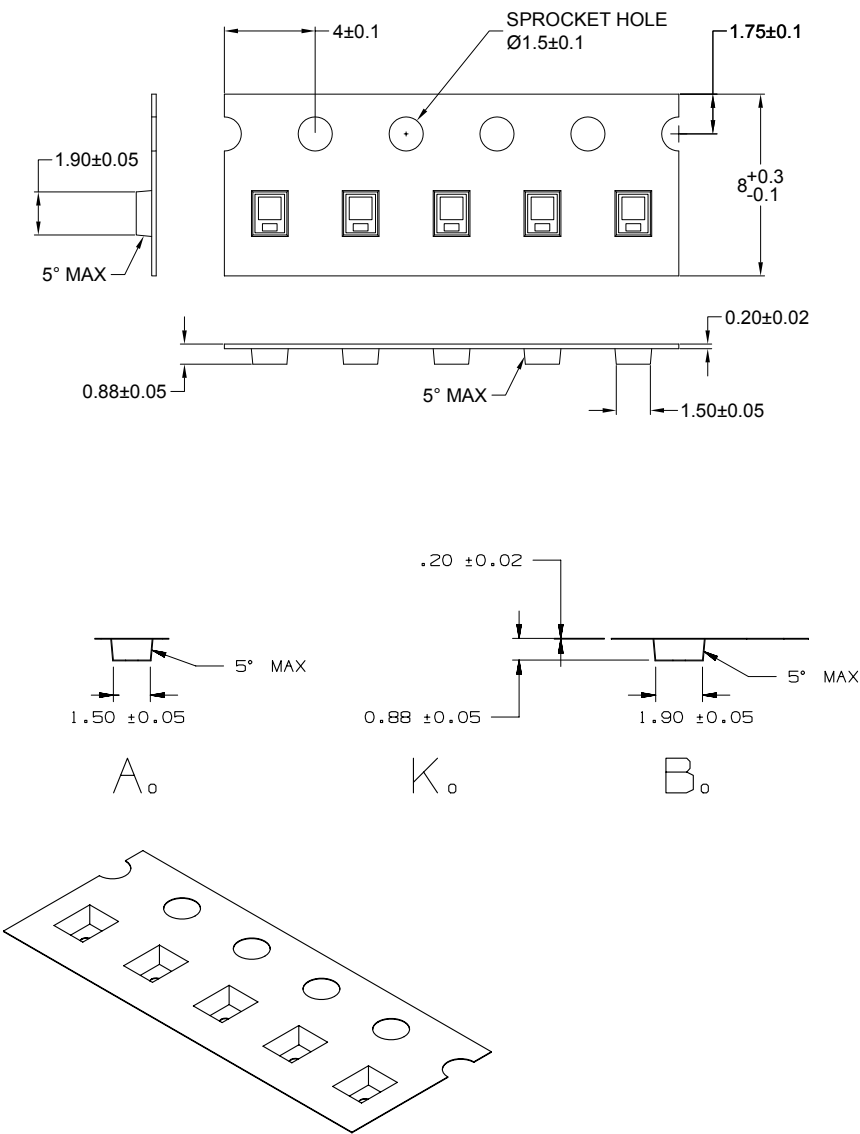 4±0.1
SPROCKET HOLE
Ø1.5±0.1
1.75±0.1
1.90±0.05
8+0.3
-0.1
5° MAX
0.20±0.02
0.88±0.05
5° MAX
1.50±0.05
.20 ±0.02
5° MAX
5° MAX
1.50 ±0.05
0.88 ±0.05
1.90 ±0.05
Ao
Ko
Bo